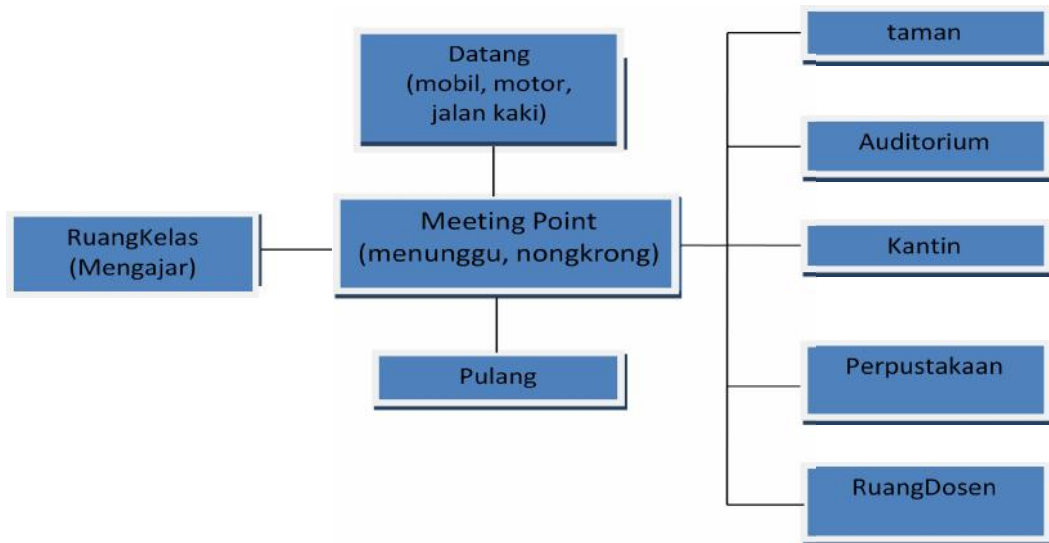 Datang
(mobil, motor,
jalan kaki)
Meeting Point
(menunggu, nongkrong)
RuangKelas
(Mengajar)
Pulang
taman
Auditorium
Kantin
Perpustakaan
RuangDosen